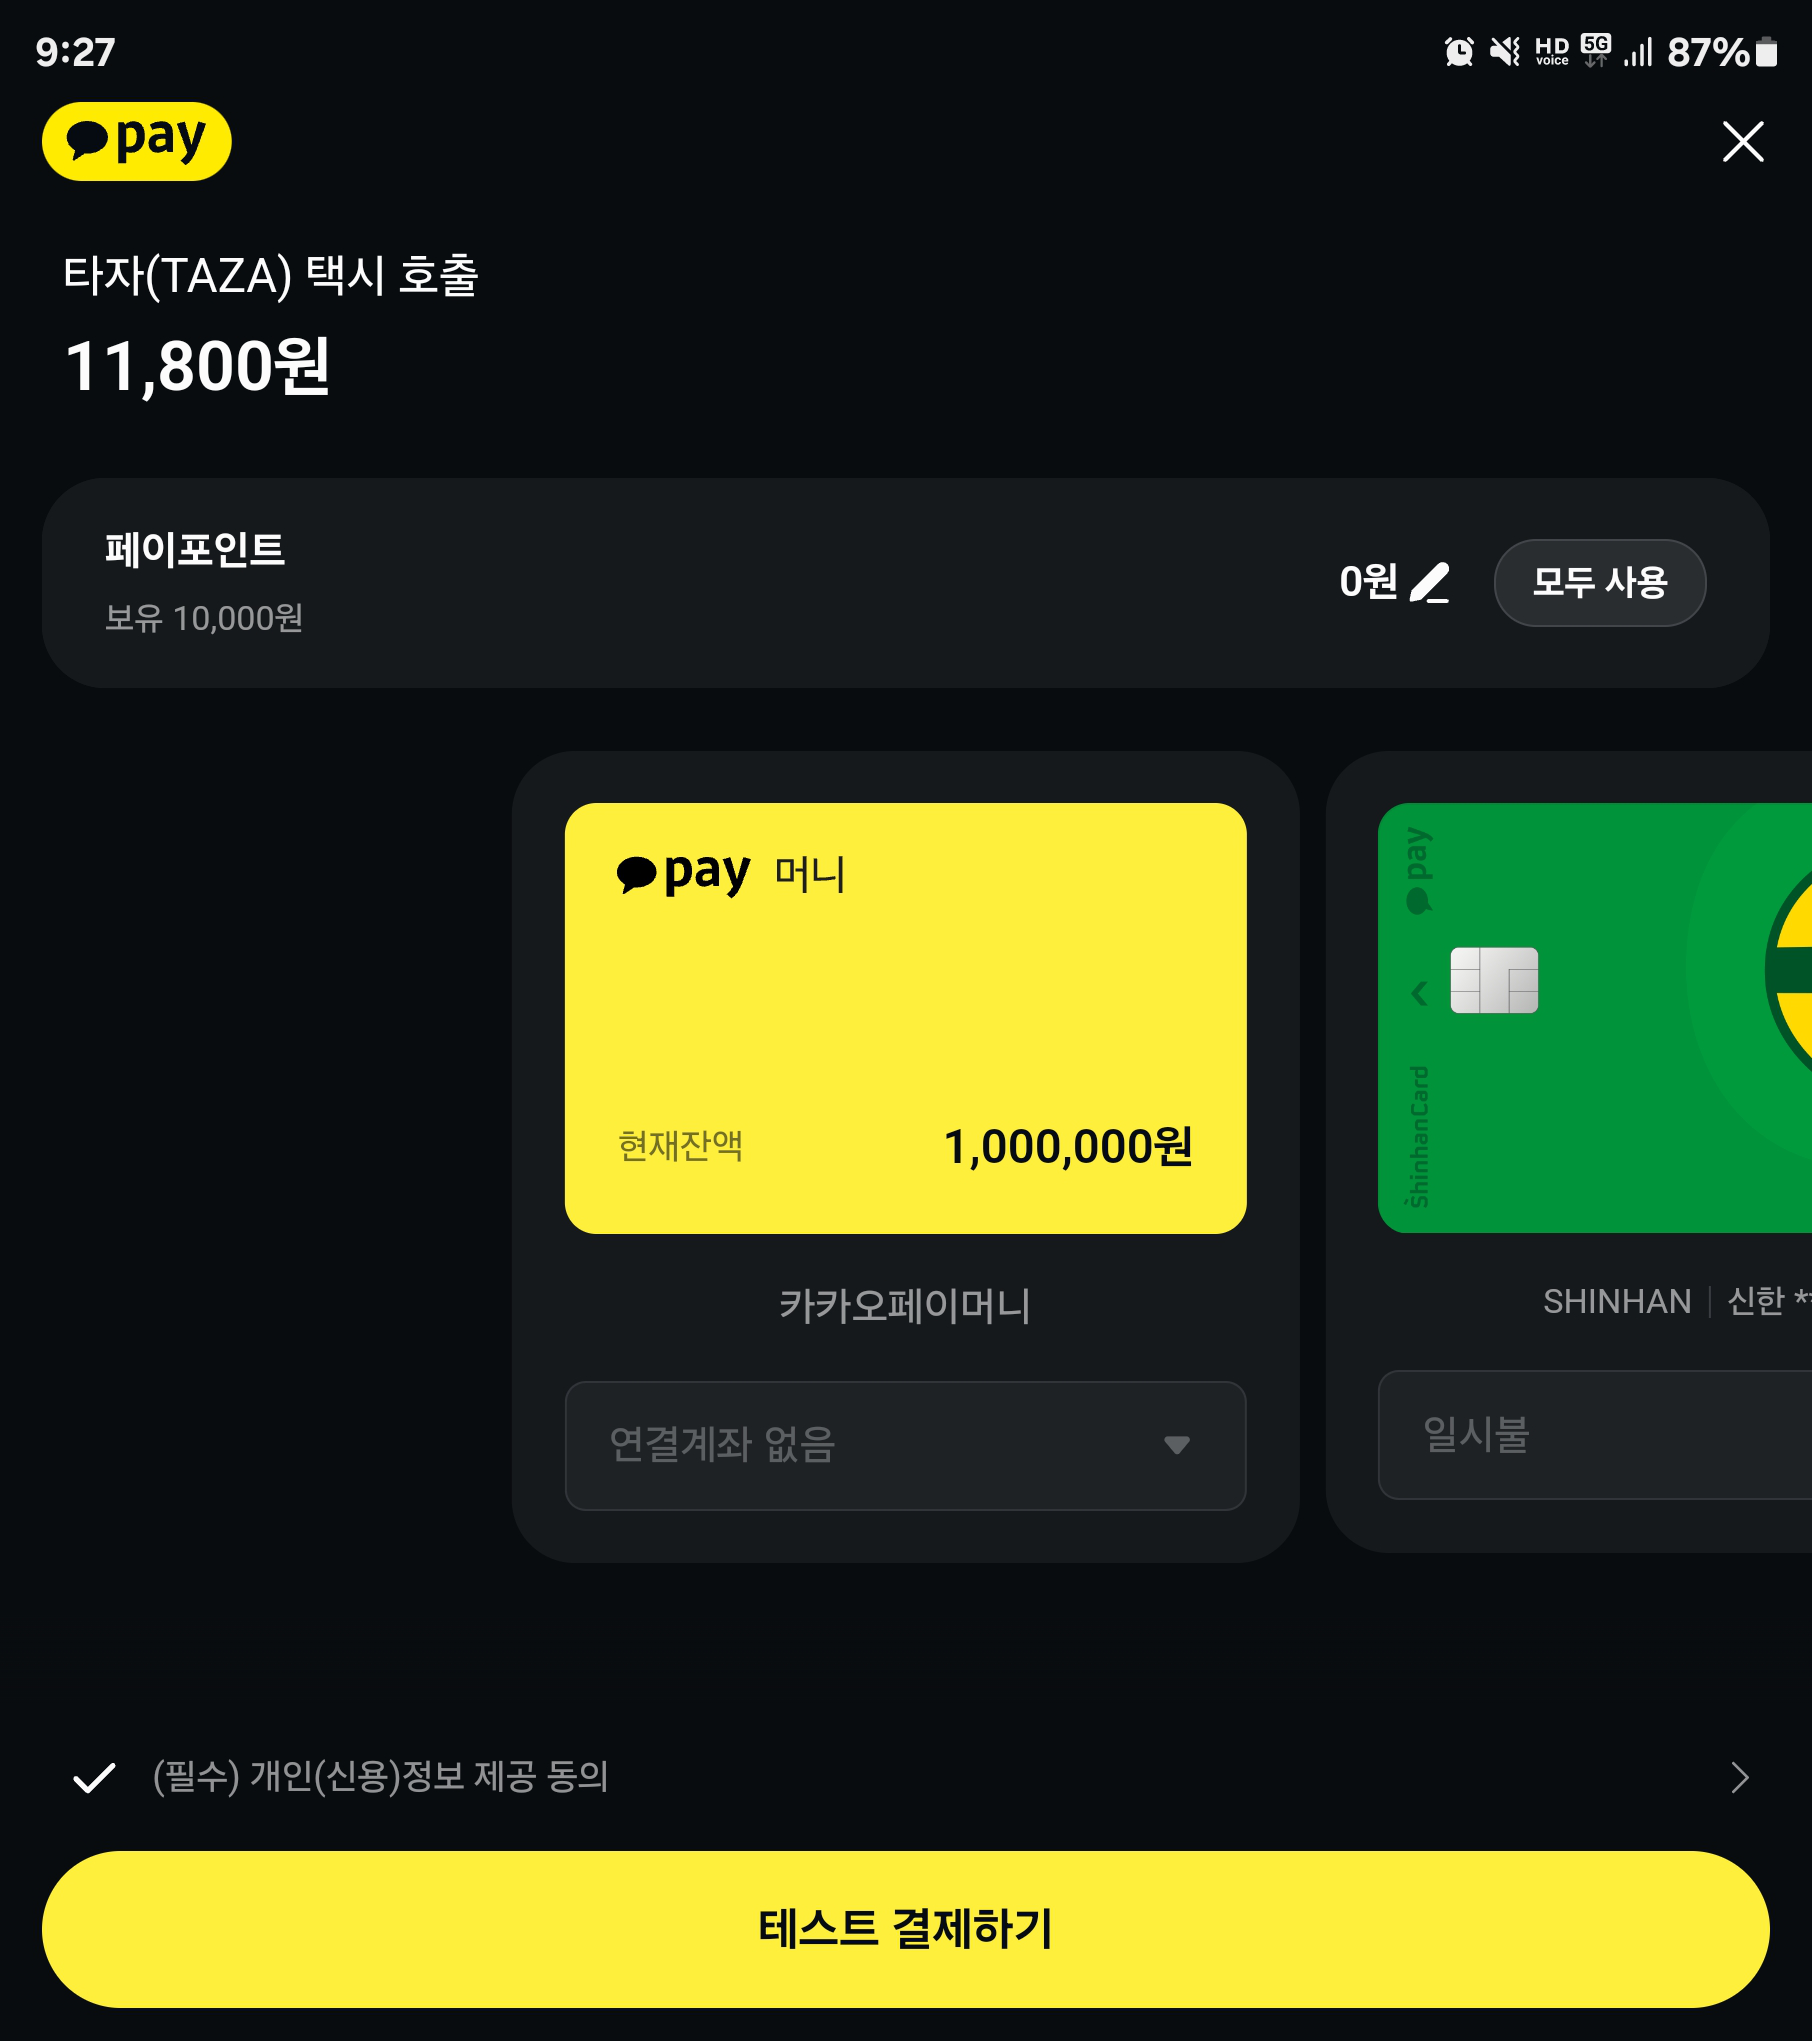 9:27
HD voice 5G 87%
pay
타자(TAZA) 택시 호출
11,800원
페이포인트
보유 10,000원
0원
모두 사용
pay 머니
현재잔액 1,000,000원
카카오페이머니
연결계좌 없음
pay
ShinhanCard
SHINHAN | 신한 **
일시불
(필수) 개인(신용)정보 제공 동의
테스트 결제하기